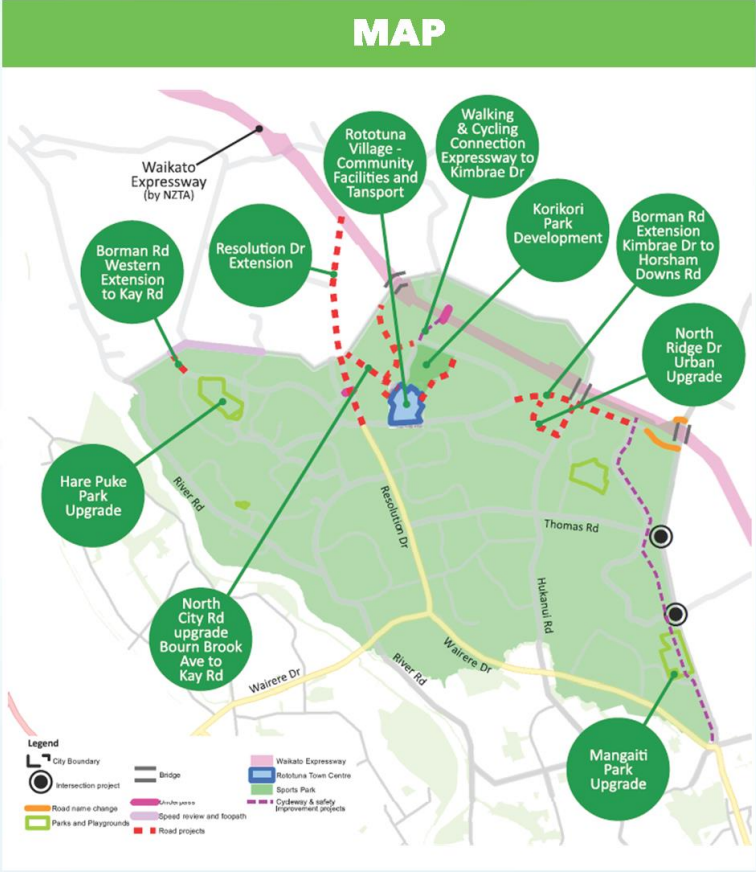 MAP
Waikato
Expressway
(by NZTA)
Rototuna
Village -
Community
Facilities and
Tansport
Walking
& Cycling
Connection
Expressway to
Kimbrae Dr
Korikori
Park
Development
Borman Rd
Extension
Kimbrae Dr to
Horsham
Downs Rd
Resolution Dr
Extension
Borman Rd
Western
Extension
to Kay Rd
North
Ridge Dr
Urban
Upgrade
Hare Puke
Park
Upgrade
River Rd
Resolution Dr
Thomas Rd
Hukanui Rd
North
City Rd
upgrade
Bourn Brook
Ave to
Kay Rd
Wairere Dr
River Rd
Wairere Dr
Mangaiti
Park
Upgrade
Legend
City Boundary
Intersection project
Road name change
Parks and Playgrounds
Bridge
Underpass
Speed review and foopath
Road projects
Waikato Expressway
Rototuna Town Centre
Sports Park
Cycleway & safety
Improvement projects